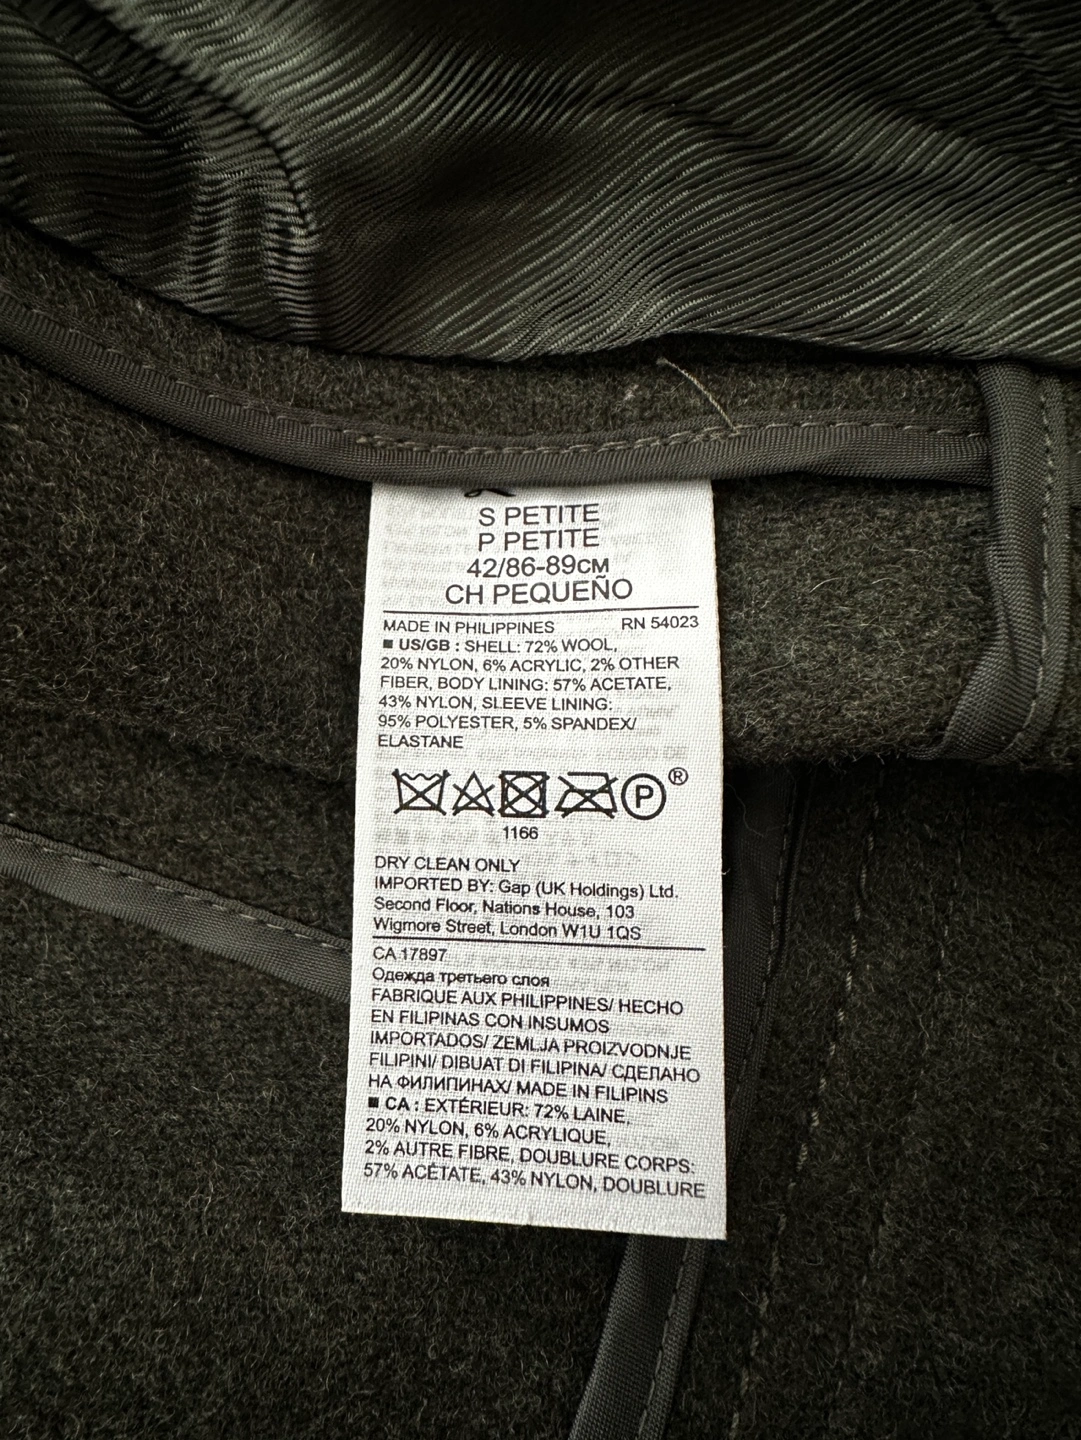 S PETITE
P PETITE
42/86-89CM
CH PEQUEÑO
MADE IN PHILIPPINES RN 54023
■ US/GB : SHELL: 72% WOOL,
20% NYLON, 6% ACRYLIC, 2% OTHER
FIBER, BODY LINING: 57% ACETATE,
43% NYLON, SLEEVE LINING:
95% POLYESTER, 5% SPANDEX/
ELASTANE
P ®
1166
DRY CLEAN ONLY
IMPORTED BY: Gap (UK Holdings) Ltd.
Second Floor, Nations House, 103
Wigmore Street, London W1U 1QS
CA 17897
Одежда третьего слоя
FABRIQUE AUX PHILIPPINES/ HECHO
EN FILIPINAS CON INSUMOS
IMPORTADOS/ ZEMLJA PROIZVODNJE
FILIPINI/ DIBUAT DI FILIPINA/ СДЕЛАНО
НА ФИЛИПИНАХ/ MADE IN FILIPINS
■ CA : EXTÉRIEUR: 72% LAINE,
20% NYLON, 6% ACRYLIQUE,
2% AUTRE FIBRE, DOUBLURE CORPS:
57% ACÉTATE, 43% NYLON, DOUBLURE